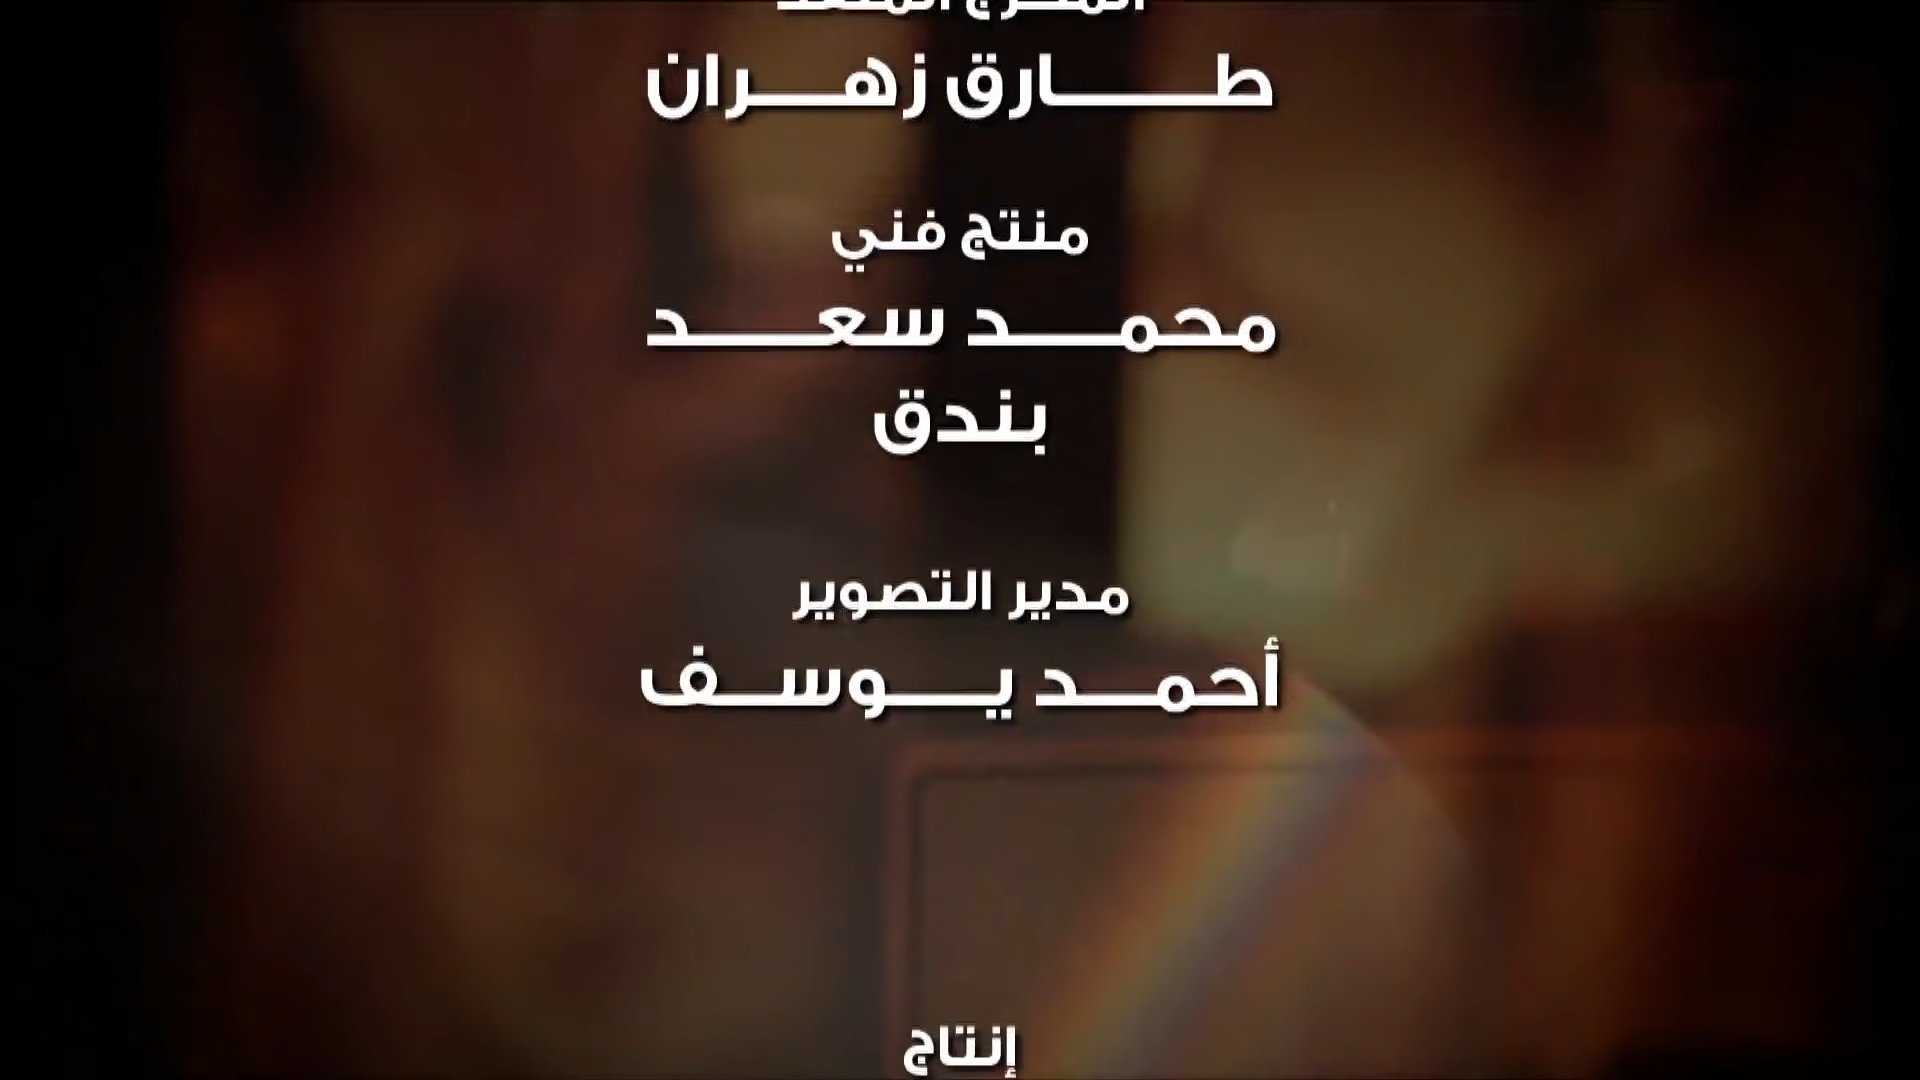 طارق زهران
منتج فني
محمد سعد
بندق
مدير التصوير
أحمد يوسف
إنتاج